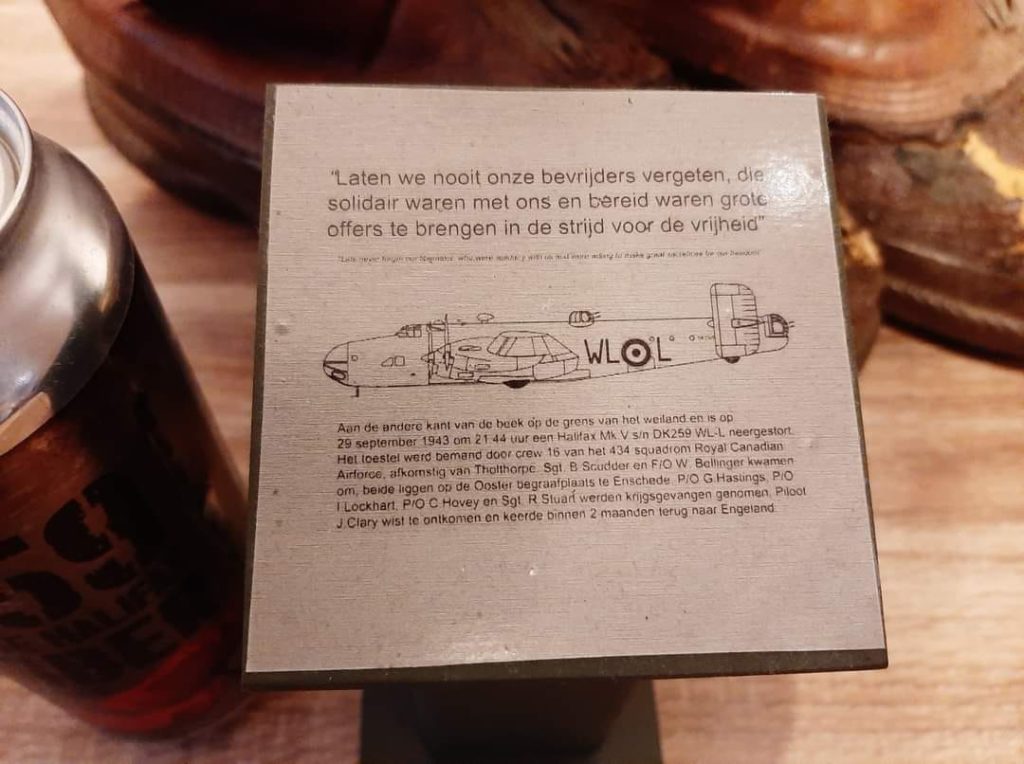 "Laten we nooit onze bevrijders vergeten, die
solidair waren met ons en bereid waren grote
offers te brengen in de strijd voor de vrijheid"
WL L
Aan de andere kant van de beek op de grens van het weiland en is op
29 september 1943 om 21:44 uur een Halifax Mk.V s/n DK259 WL-L neergestort.
Het toestel werd bemand door crew 16 van het 434 squadrom Royal Canadian
Airforce, afkomstig van Tholthorpe. Sgt. B Scudder en F/O W. Bellinger kwamen
om, beide liggen op de Ooster begraafplaats te Enschede. P/O G.Hastings, P/O
I Lockhart, P/O C.Hovey en Sgt. R.Stuart werden krijgsgevangen genomen. Piloot
J.Clary wist te ontkomen en keerde binnen 2 maanden terug naar Engeland.